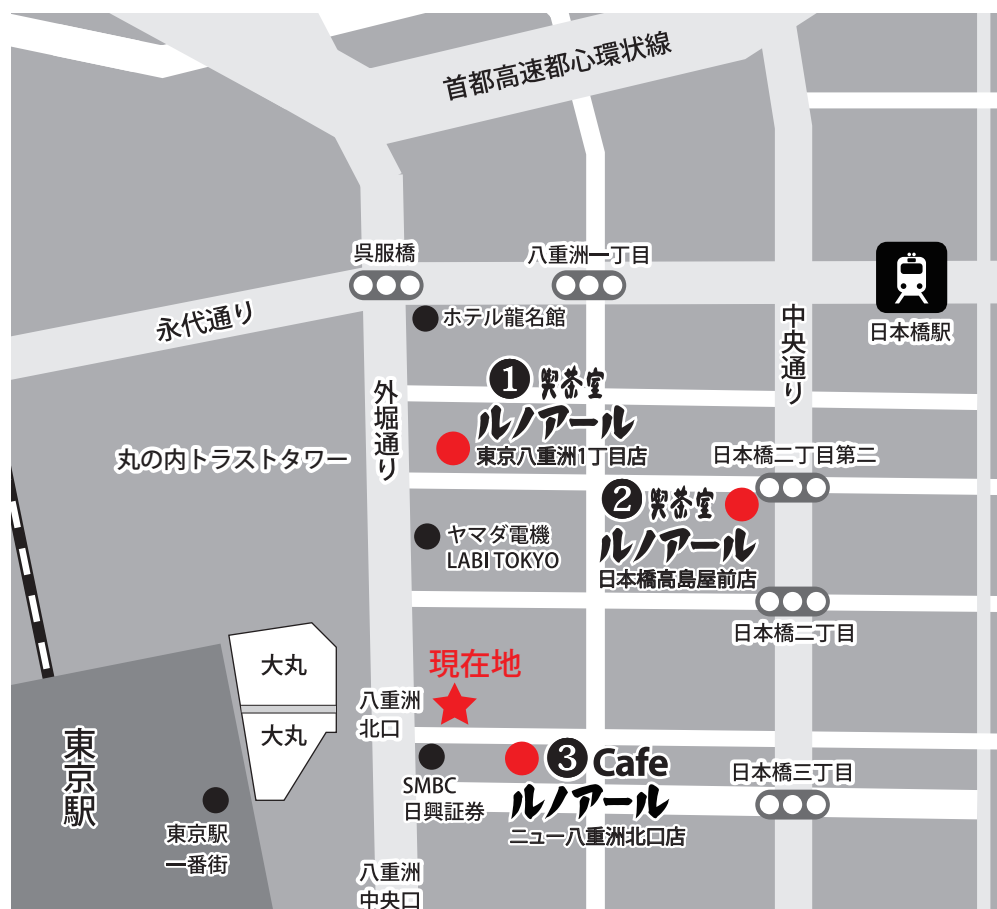 首都高速都心環状線
呉服橋
八重洲一丁目
永代通り
ホテル龍名館
中央通り
日本橋駅
外堀通り
❶ 喫茶室
ルノアール
東京八重洲1丁目店
丸の内トラストタワー
日本橋二丁目第二
❷ 喫茶室
ルノアール
日本橋高島屋前店
ヤマダ電機
LABI TOKYO
日本橋二丁目
大丸
現在地
八重洲
北口
大丸
東京駅
❸ Cafe
ルノアール
ニュー八重洲北口店
SMBC
日興証券
日本橋三丁目
東京駅
一番街
八重洲
中央口